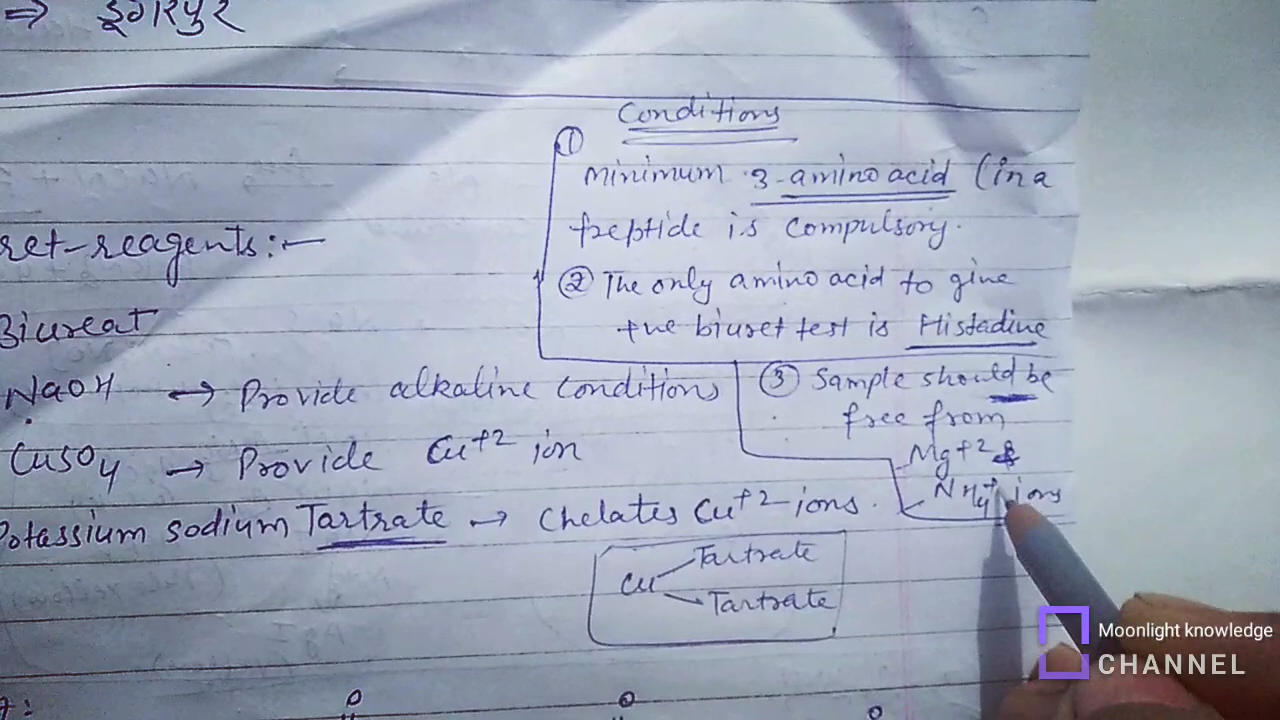 ⇒
Conditions
① Minimum 3-amino acid (in a
peptide is compulsory.
② The only amino acid to give
the biuret test is Histadine
③ Sample should be
free from
Mg+2 &
NH4+ ions
ret-reagents:-
Biureat
NaOH → Provide alkaline conditions
CuSO4 → Provide Cu+2 ion
Potassium sodium Tartrate → Chelates Cu+2-ions.
Cu Tartrate
Tartrate
O O O
Moonlight knowledge
CHANNEL